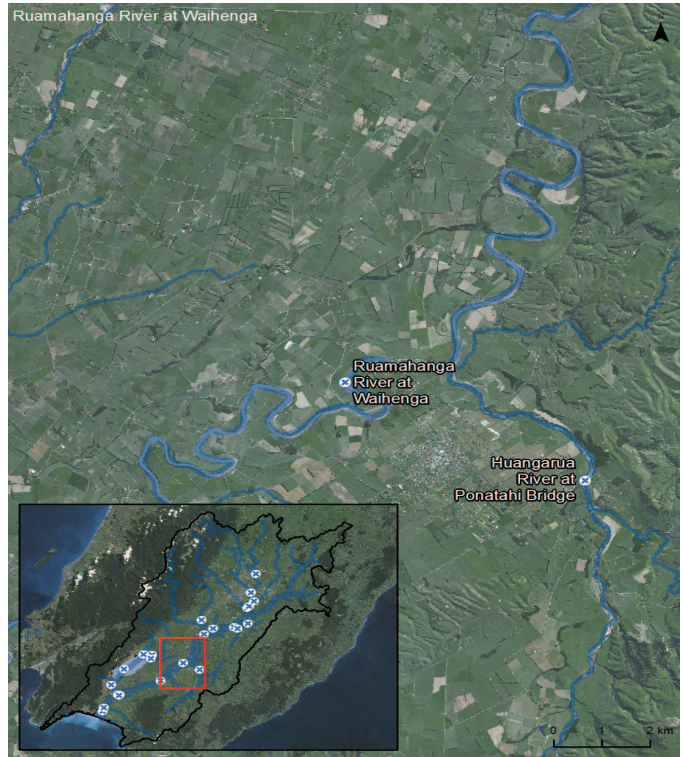 Ruamahanga River at Waihenga
Ruamahanga
River at
Waihenga
Huangarua
River at
Ponatahi Bridge
0 1 2 km